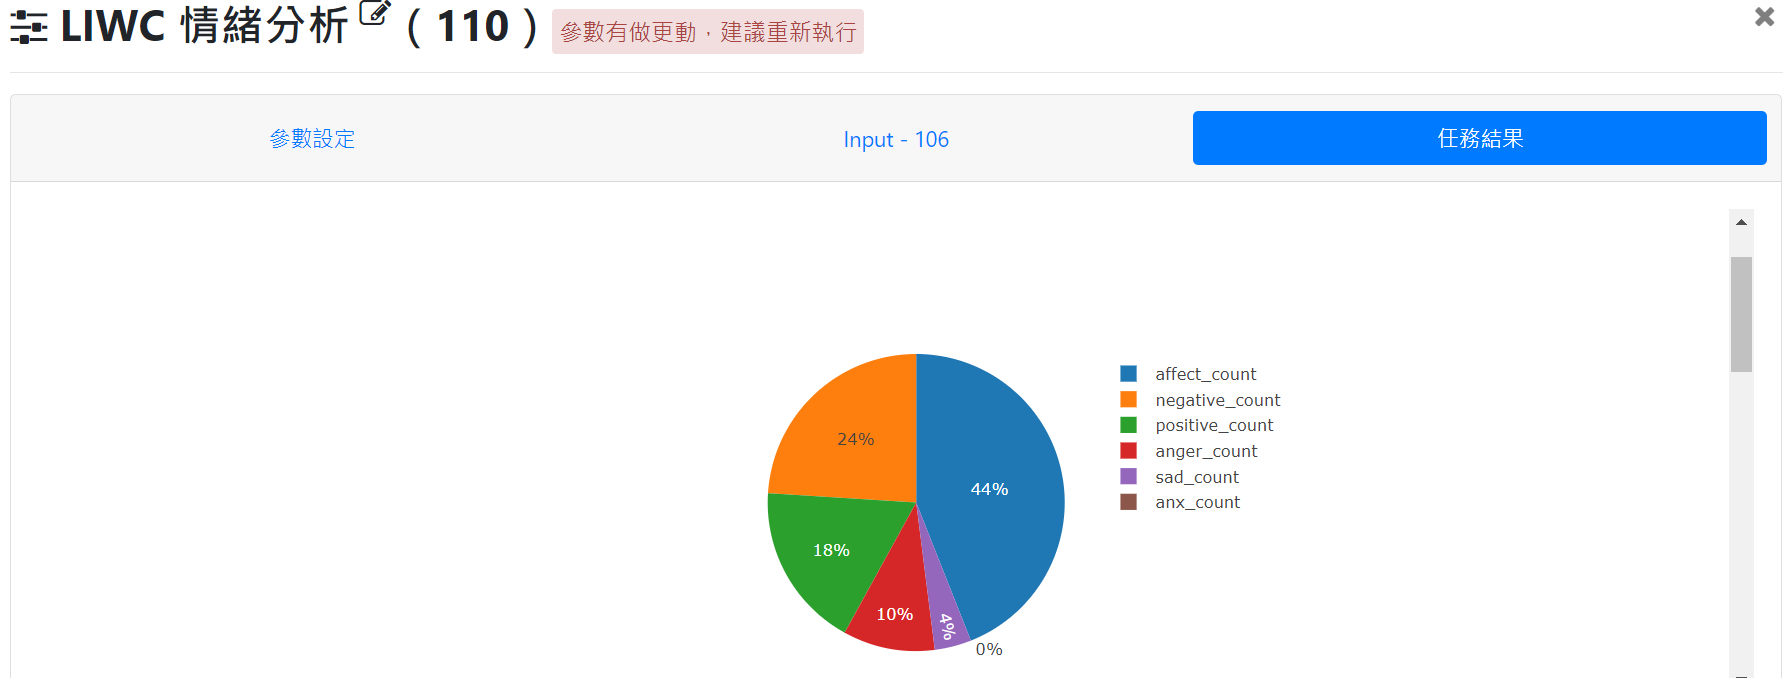 LIWC 情緒分析 ( 110 ) 參數有做更動，建議重新執行
參數設定 Input - 106 任務結果
affect_count
negative_count
positive_count
anger_count
sad_count
anx_count
24%
44%
18%
10%
4%
0%